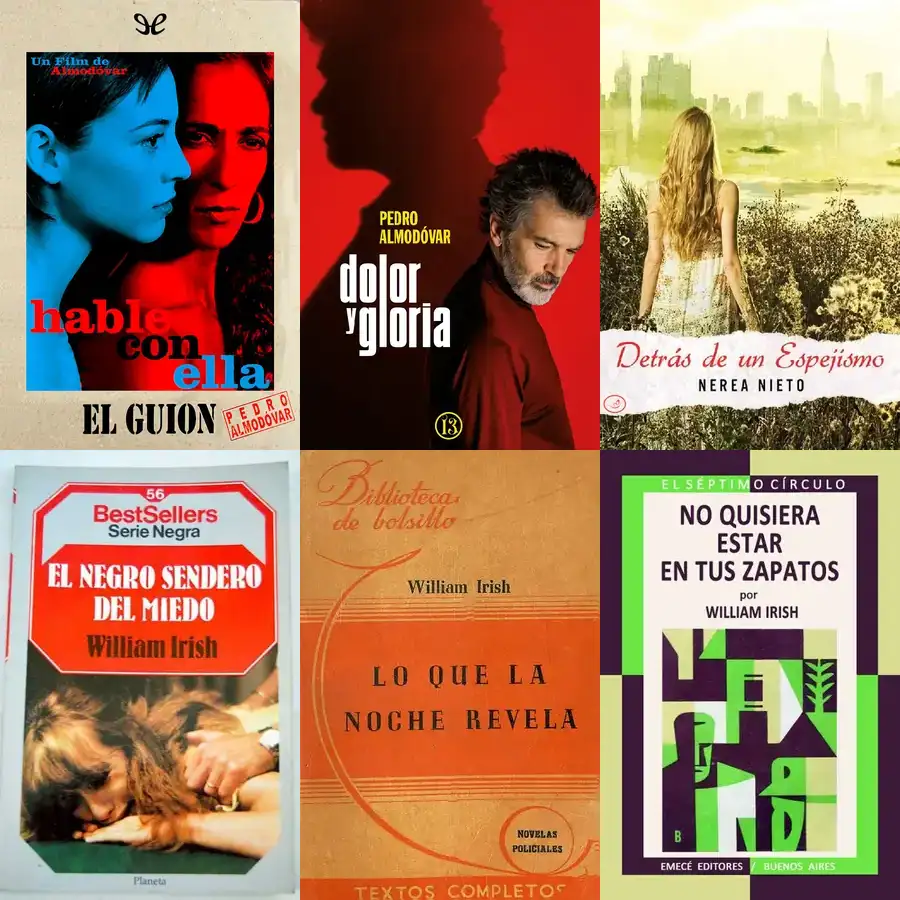 Un Film de
Almodóvar
hable
con
ella
EL GUION
PEDRO
ALMODÓVAR
PEDRO
ALMODÓVAR
dolor
y gloria
13
Detrás de un Espejismo
NEREA NIETO
56
BestSellers
Serie Negra
EL NEGRO SENDERO
DEL MIEDO
William Irish
Planeta
Biblioteca
de bolsillo
William Irish
LO QUE LA
NOCHE REVELA
NOVELAS
POLICIALES
TEXTOS COMPLETOS
EL SÉPTIMO CÍRCULO
NO QUISIERA
ESTAR
EN TUS ZAPATOS
por
WILLIAM IRISH
B
EMECÉ EDITORES / BUENOS AIRES